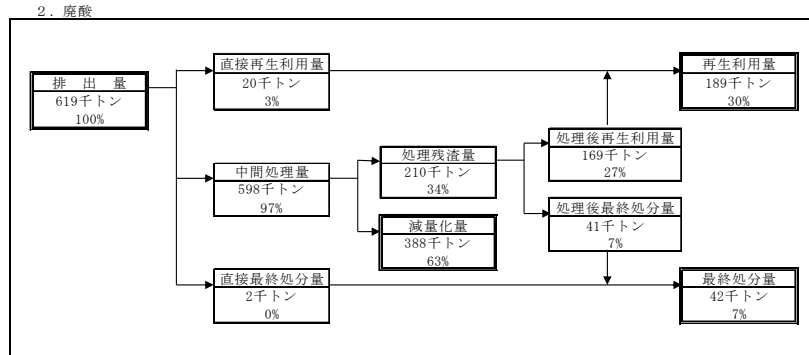 2．廃酸
排 出 量
619千トン
100%
直接再生利用量
20千トン
3%
再生利用量
189千トン
30%
中間処理量
598千トン
97%
処理残渣量
210千トン
34%
処理後再生利用量
169千トン
27%
減量化量
388千トン
63%
処理後最終処分量
41千トン
7%
直接最終処分量
2千トン
0%
最終処分量
42千トン
7%